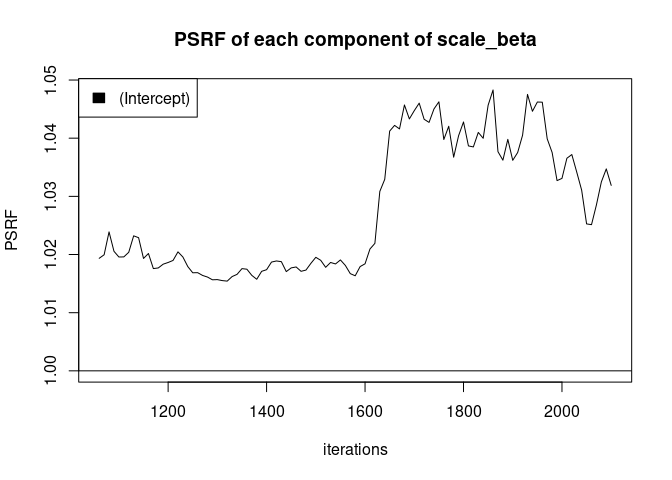 PSRF of each component of scale_beta
(Intercept)
PSRF
1.05
1.04
1.03
1.02
1.01
1.00
1200 1400 1600 1800 2000
iterations